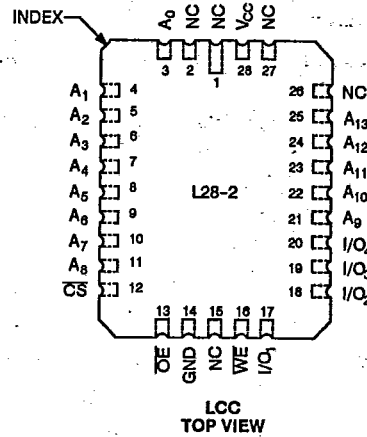 INDEX
A0 NC NC VCC NC
3 2 1 28 27
A1 4 26 NC
A2 5 25 A13
A3 6 24 A12
A4 7 23 A11
A5 8 L28-2 22 A10
A6 9 21 A9
A7 10 20 I/O4
A8 11 19 I/O3
CS 12 18 I/O2
13 14 15 16 17
OE GND NC WE I/O1
LCC
TOP VIEW